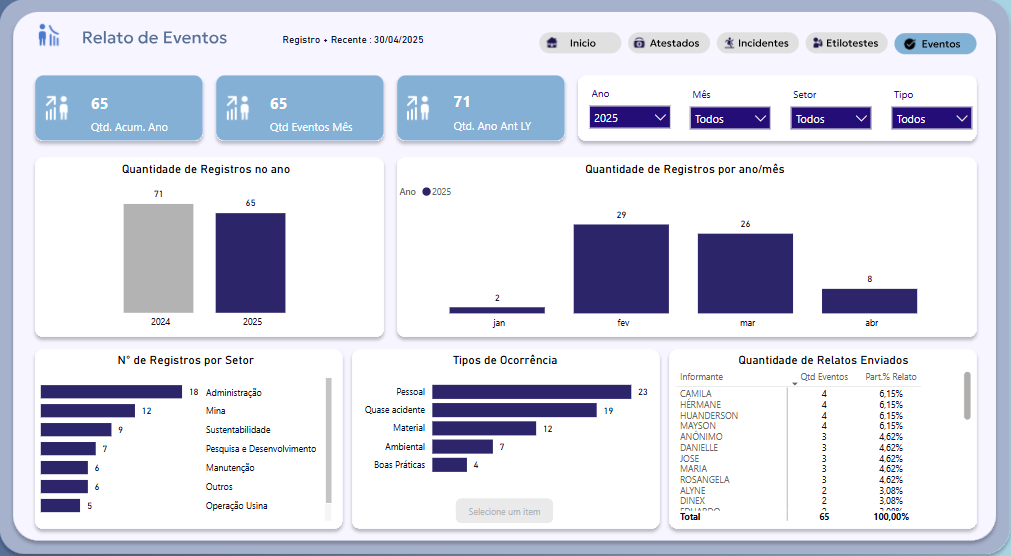 Relato de Eventos
Registro + Recente : 30/04/2025
Inicio
Atestados
Incidentes
Etilotestes
Eventos
65
Qtd. Acum. Ano
65
Qtd Eventos Mês
71
Qtd. Ano Ant LY
Ano
2025
Mês
Todos
Setor
Todos
Tipo
Todos
Quantidade de Registros no ano
71
65
2024
2025
Quantidade de Registros por ano/mês
Ano 2025
2
29
26
8
jan
fev
mar
abr
N° de Registros por Setor
18 Administração
12 Mina
9 Sustentabilidade
7 Pesquisa e Desenvolvimento
6 Manutenção
6 Outros
5 Operação Usina
Tipos de Ocorrência
Pessoal 23
Quase acidente 19
Material 12
Ambiental 7
Boas Práticas 4
Selecione um item
Quantidade de Relatos Enviados
Informante Qtd Eventos Part.% Relato
CAMILA 4 6,15%
HERMANE 4 6,15%
HUANDERSON 4 6,15%
MAYSON 4 6,15%
ANÔNIMO 3 4,62%
DANIELLE 3 4,62%
JOSE 3 4,62%
MARIA 3 4,62%
ROSANGELA 3 4,62%
ALYNE 2 3,08%
DINEX 2 3,08%
Total 65 100,00%